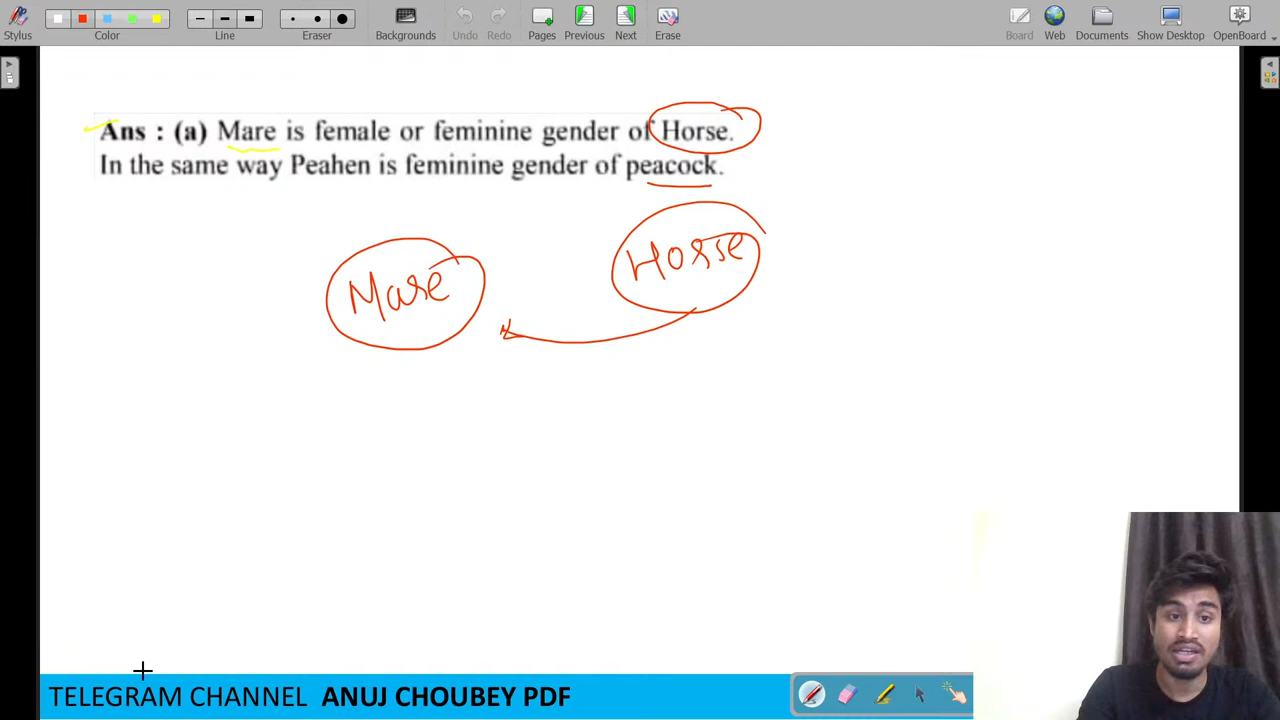 Stylus
Color
Line
Eraser
Backgrounds
Undo
Redo
Pages
Previous
Next
Erase
Board
Web
Documents
Show Desktop
OpenBoard
Ans : (a) Mare is female or feminine gender of Horse.
In the same way Peahen is feminine gender of peacock.
Mare
Horse
TELEGRAM CHANNEL ANUJ CHOUBEY PDF